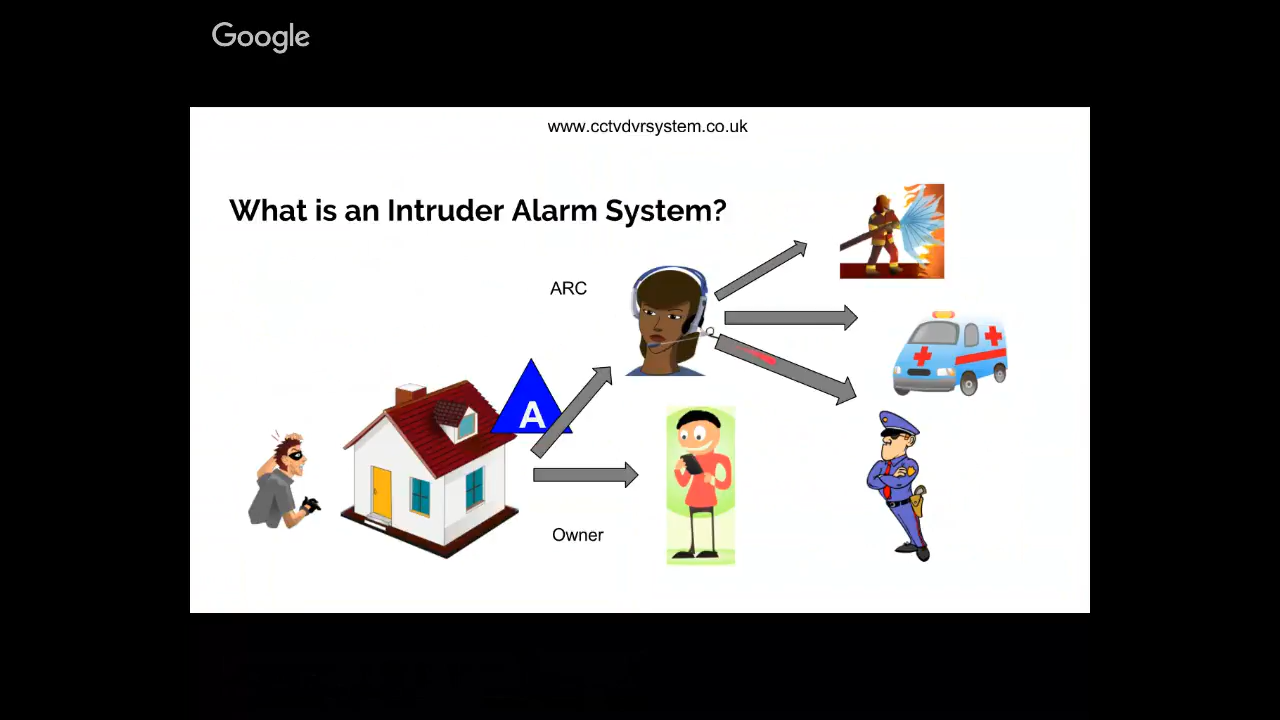 Google
www.cctvdvrsystem.co.uk
What is an Intruder Alarm System?
ARC
A
Owner